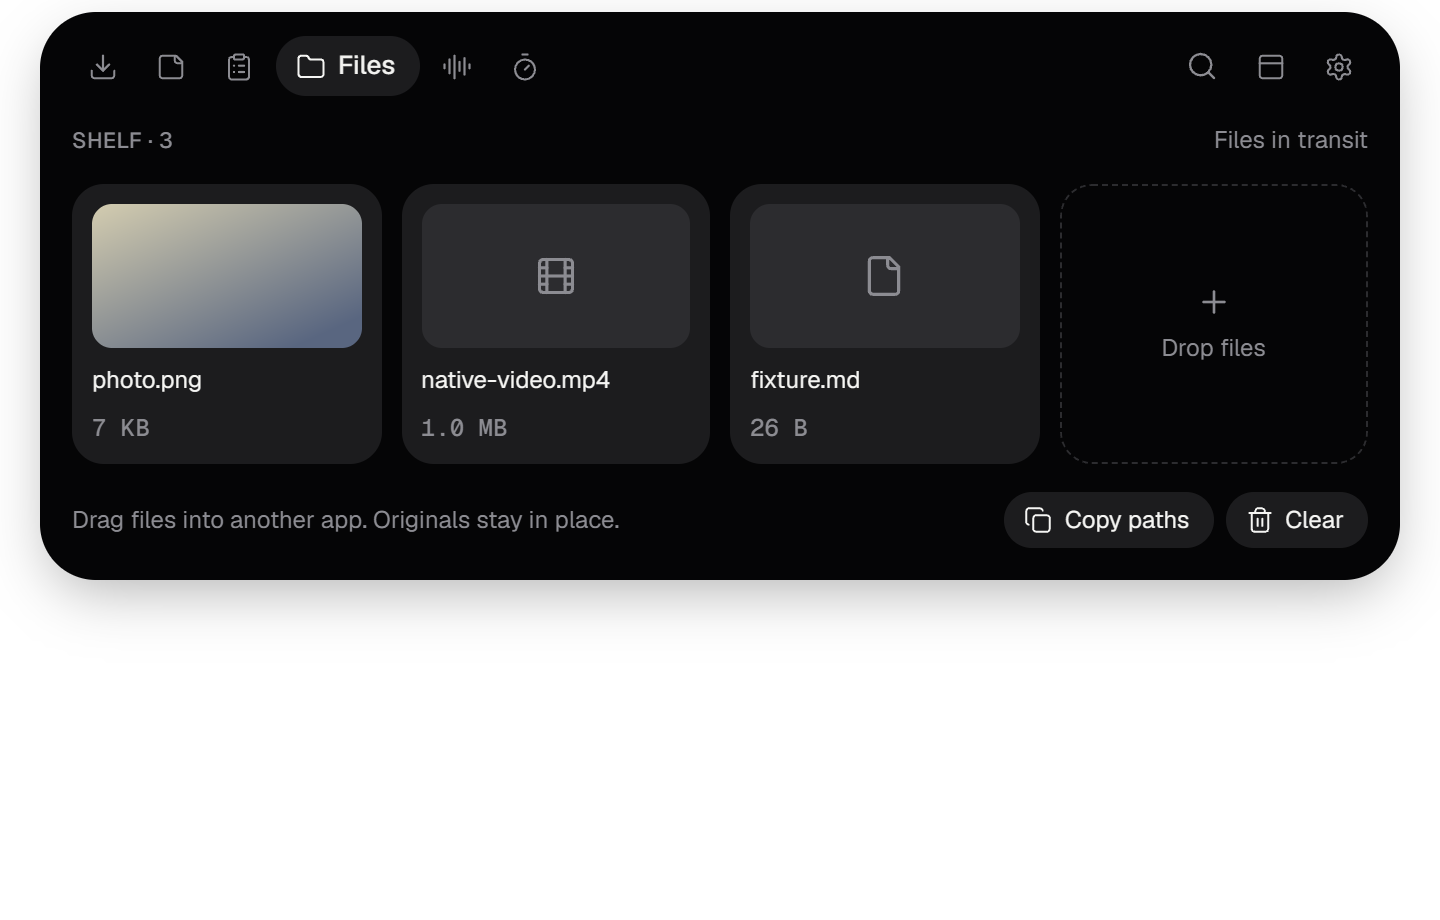 Files
SHELF · 3
Files in transit
photo.png
7 KB
native-video.mp4
1.0 MB
fixture.md
26 B
Drop files
Drag files into another app. Originals stay in place.
Copy paths
Clear